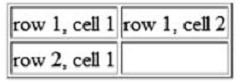 row 1, cell 1 row 1, cell 2
row 2, cell 1